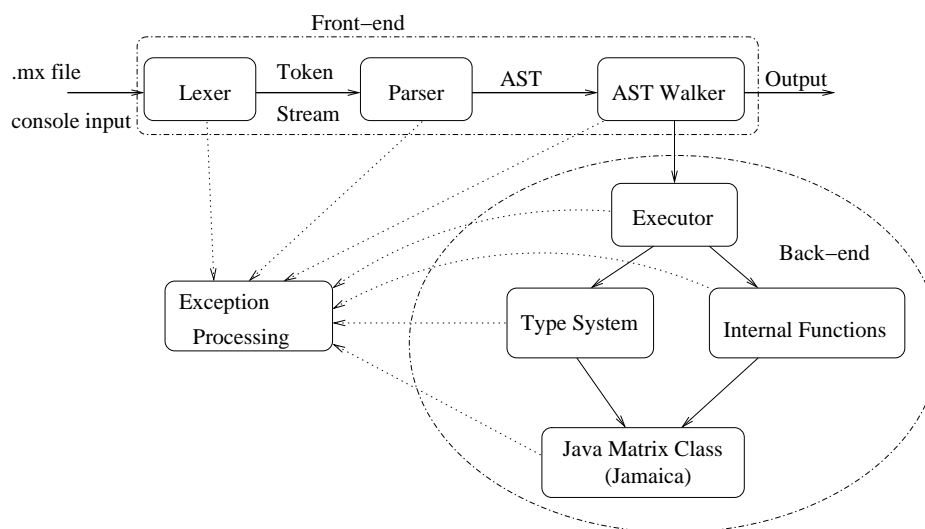 Front−end
.mx file
console input
Lexer
Token
Stream
Parser
AST
AST Walker
Output
Executor
Back−end
Exception
Processing
Type System
Internal Functions
Java Matrix Class
(Jamaica)